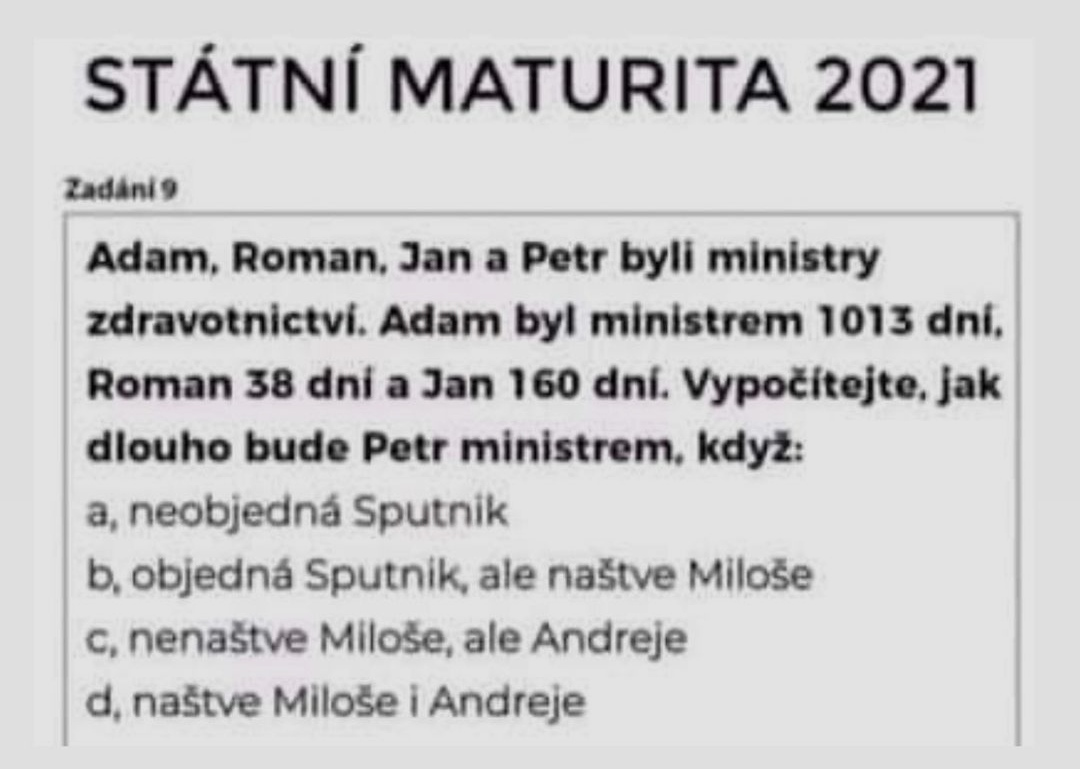 STÁTNÍ MATURITA 2021
Zadání 9
Adam, Roman, Jan a Petr byli ministry
zdravotnictví. Adam byl ministrem 1013 dní,
Roman 38 dní a Jan 160 dní. Vypočítejte, jak
dlouho bude Petr ministrem, když:
a, neobjedná Sputnik
b, objedná Sputnik, ale naštve Miloše
c, nenaštve Miloše, ale Andreje
d, naštve Miloše i Andreje